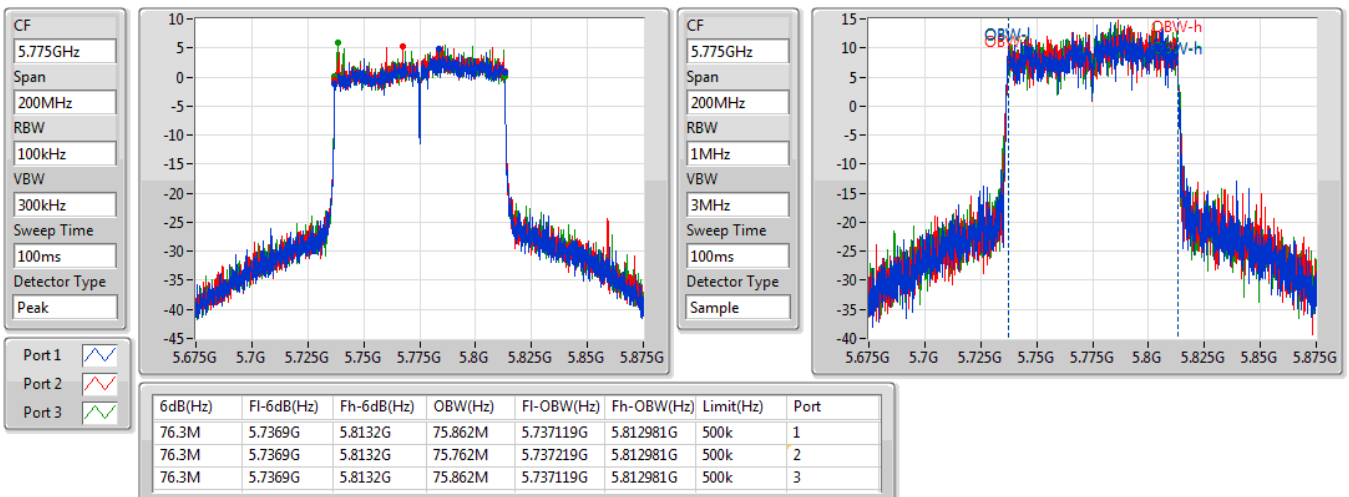 CF
5.775GHz
Span
200MHz
RBW
100kHz
VBW
300kHz
Sweep Time
100ms
Detector Type
Peak
10
5
0
-5
-10
-15
-20
-25
-30
-35
-40
-45
5.675G 5.7G 5.725G 5.75G 5.775G 5.8G 5.825G 5.85G 5.875G
CF
5.775GHz
Span
200MHz
RBW
1MHz
VBW
3MHz
Sweep Time
100ms
Detector Type
Sample
15
10
5
0
-5
-10
-15
-20
-25
-30
-35
-40
OBW-l
OBW-h
OBW-h
5.675G 5.7G 5.725G 5.75G 5.775G 5.8G 5.825G 5.85G 5.875G
Port 1
Port 2
Port 3
6dB(Hz) Fl-6dB(Hz) Fh-6dB(Hz) OBW(Hz) Fl-OBW(Hz) Fh-OBW(Hz) Limit(Hz) Port
76.3M 5.7369G 5.8132G 75.862M 5.737119G 5.812981G 500k 1
76.3M 5.7369G 5.8132G 75.762M 5.737219G 5.812981G 500k 2
76.3M 5.7369G 5.8132G 75.862M 5.737119G 5.812981G 500k 3